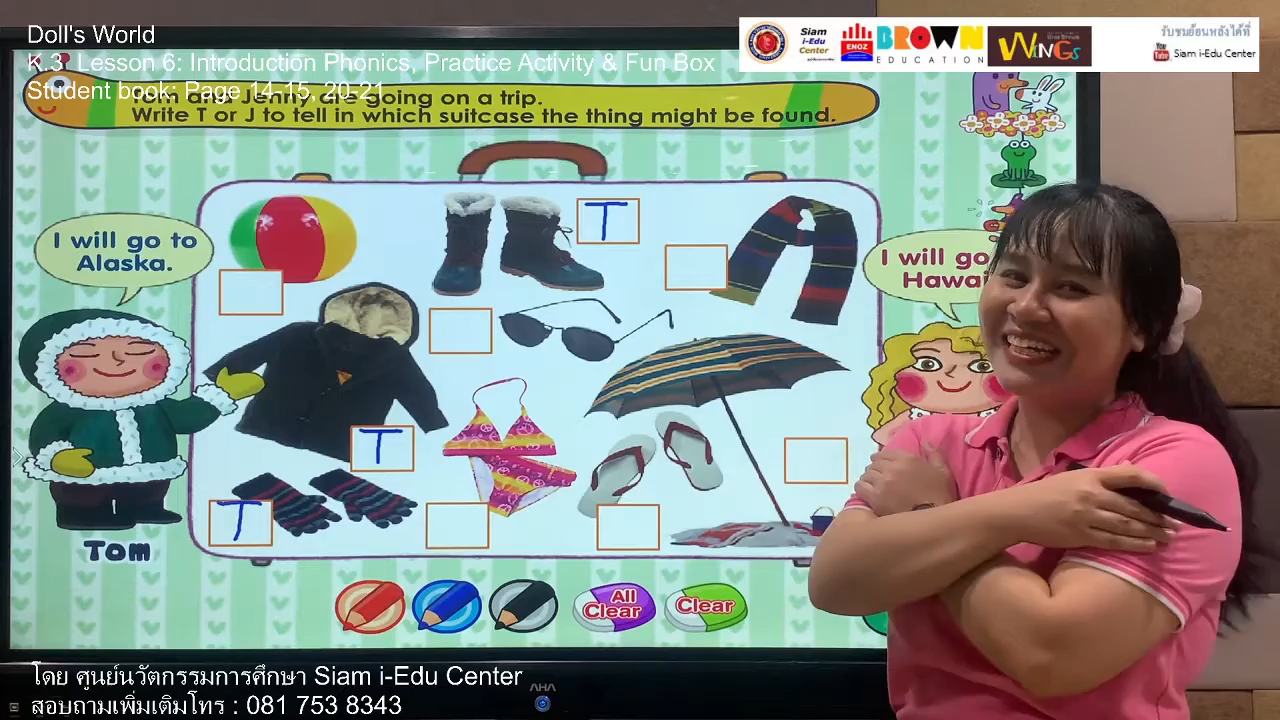 Doll's World
K.3 Lesson 6: Introduction Phonics, Practice Activity & Fun Box
Student book: Page 14-15, 20-21
Siam
i-Edu
Center
ENOZ
BROWN
EDUCATION
WiNGS
รับชมย้อนหลังได้ที่
You Tube Siam i-Edu Center
Tom and Jenny are going on a trip.
Write T or J to tell in which suitcase the thing might be found.
T
I will go to
Alaska.
I will go
Hawai
T
T
Tom
All
Clear
Clear
โดย ศูนย์นวัตกรรมการศึกษา Siam i-Edu Center
สอบถามเพิ่มเติมโทร : 081 753 8343
AHA